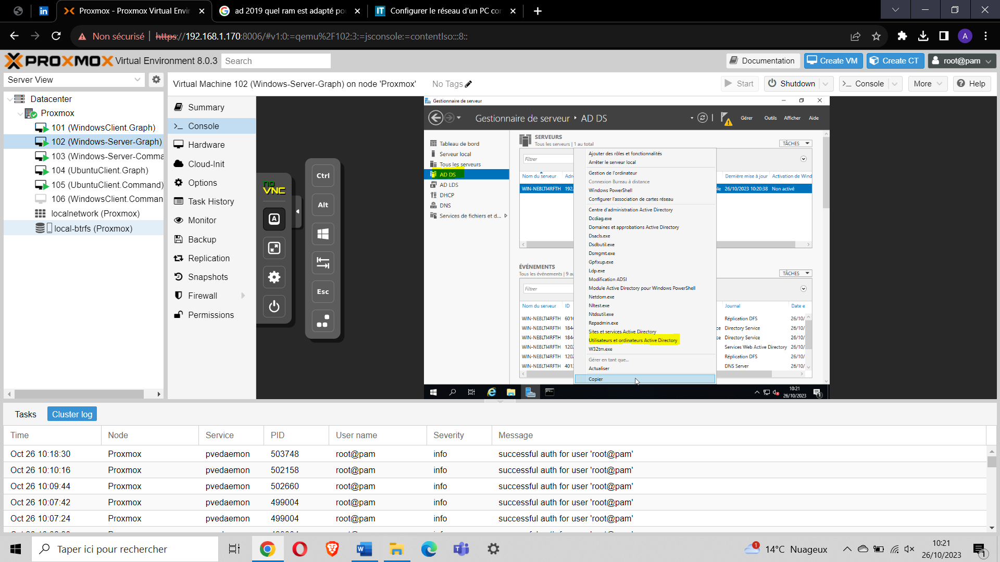 Proxmox - Proxmox Virtual Envir
ad 2019 quel ram est adapté po
Configurer le réseau d'un PC co
Non sécurisé
https://192.168.1.170:8006/#v1:0:=qemu%2F102:3:=jsconsole:=contentIso:::8::
A
PROXMOX Virtual Environment 8.0.3
Search
Documentation
Create VM
Create CT
root@pam
Server View
Virtual Machine 102 (Windows-Server-Graph) on node 'Proxmox'
No Tags
Start
Shutdown
Console
More
Help
Datacenter
Proxmox
101 (WindowsClient.Graph)
102 (Windows-Server-Graph)
103 (Windows-Server-Comma
104 (UbuntuClient.Graph)
105 (UbuntuClient.Command)
106 (WindowsClient.Comman
localnetwork (Proxmox)
local-btrfs (Proxmox)
Summary
Console
Hardware
Cloud-Init
Options
Task History
Monitor
Backup
Replication
Snapshots
Firewall
Permissions
no
VNC
A
Ctrl
Alt
Esc
Gestionnaire de serveur
Gestionnaire de serveur
AD DS
Gérer
Outils
Afficher
Aide
Tableau de bord
Serveur local
Tous les serveurs
AD DS
AD LDS
DHCP
DNS
Services de fichiers et d...
SERVEURS
Tous les serveurs | 1 au total
TÂCHES
Filtrer
Nom du serveur
Adre
Dernière mise à jour
Activation de Wind
WIN-NE8LTI4RFTH
192.
le
26/10/2023 10:20:38
Non activé
Ajouter des rôles et fonctionnalités
Arrêter le serveur local
Gestion de l'ordinateur
Connexion Bureau à distance
Windows PowerShell
Configurer l'association de cartes réseau
Centre d'administration Active Directory
Dcdiag.exe
Domaines et approbations Active Directory
Dsacls.exe
Dsdbutil.exe
Dsmgmt.exe
Gpfixup.exe
Ldp.exe
Modification ADSI
Module Active Directory pour Windows PowerShell
Netdom.exe
Nltest.exe
Ntdsutil.exe
Repadmin.exe
Sites et services Active Directory
Utilisateurs et ordinateurs Active Directory
W32tm.exe
Gérer en tant que...
Actualiser
Copier
ÉVÉNEMENTS
Tous les événements | 9 au
TÂCHES
Filtrer
Nom du serveur
ID
Journal
Date e
WIN-NE8LTI4RFTH 6016 Réplication DFS 26/10/
WIN-NE8LTI4RFTH 1844 ce Directory Service 26/10/
WIN-NE8LTI4RFTH 1844 ce Directory Service 26/10/
WIN-NE8LTI4RFTH 1202 Services Web Active Directory 26/10/
WIN-NE8LTI4RFTH 1202 Réplication DFS 26/10/
WIN-NE8LTI4RFTH 4013 DNS Server 26/10/
10:21
26/10/2023
1
Tasks
Cluster log
Time Node Service PID User name Severity Message
Oct 26 10:18:30 Proxmox pvedaemon 503748 root@pam info successful auth for user 'root@pam'
Oct 26 10:10:16 Proxmox pvedaemon 502158 root@pam info successful auth for user 'root@pam'
Oct 26 10:09:44 Proxmox pvedaemon 502660 root@pam info successful auth for user 'root@pam'
Oct 26 10:07:42 Proxmox pvedaemon 499004 root@pam info successful auth for user 'root@pam'
Oct 26 10:07:24 Proxmox pvedaemon 499004 root@pam info successful auth for user 'root@pam'
Taper ici pour rechercher
1
14°C Nuageux
10:21
26/10/2023
1